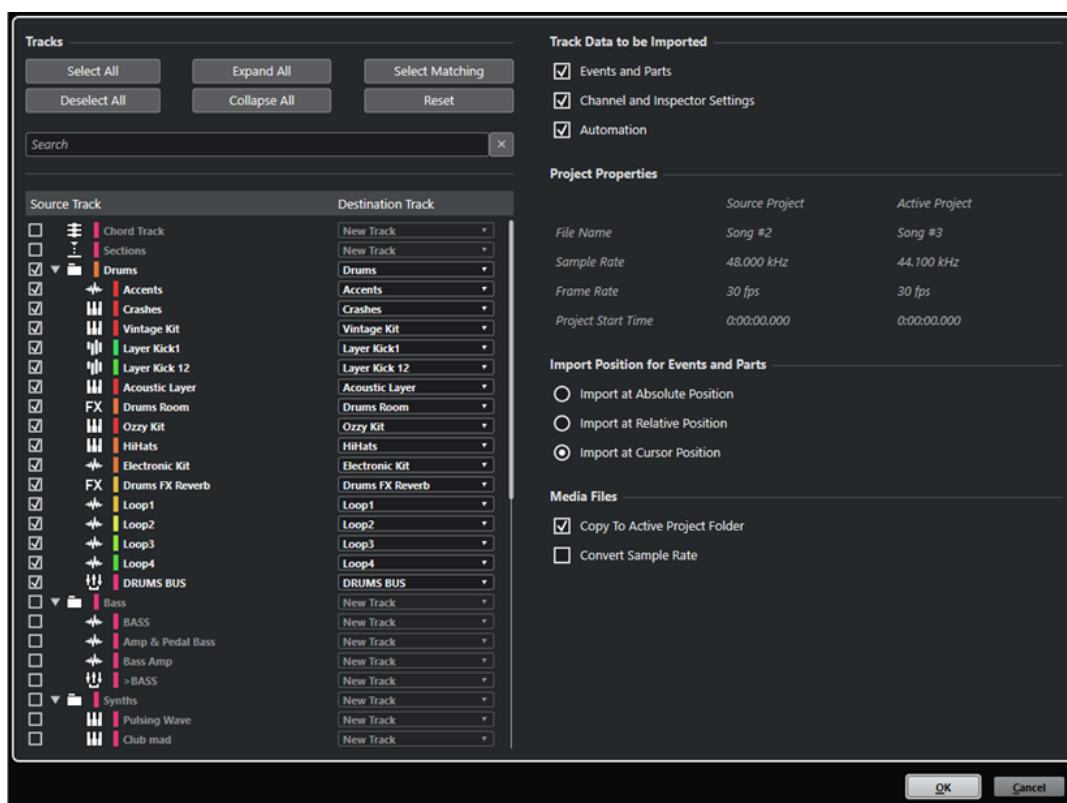 Tracks
Select All
Expand All
Select Matching
Deselect All
Collapse All
Reset
Search
Source Track Destination Track
Chord Track New Track
Sections New Track
Drums Drums
Accents Accents
Crashes Crashes
Vintage Kit Vintage Kit
Layer Kick1 Layer Kick1
Layer Kick 12 Layer Kick 12
Acoustic Layer Acoustic Layer
FX Drums Room Drums Room
Ozzy Kit Ozzy Kit
HiHats HiHats
Electronic Kit Electronic Kit
FX Drums FX Reverb Drums FX Reverb
Loop1 Loop1
Loop2 Loop2
Loop3 Loop3
Loop4 Loop4
DRUMS BUS DRUMS BUS
Bass New Track
BASS New Track
Amp & Pedal Bass New Track
Bass Amp New Track
>BASS New Track
Synths New Track
Pulsing Wave New Track
Club mad New Track
Track Data to be Imported
Events and Parts
Channel and Inspector Settings
Automation
Project Properties
Source Project Active Project
File Name Song #2 Song #3
Sample Rate 48.000 kHz 44.100 kHz
Frame Rate 30 fps 30 fps
Project Start Time 0:00:00.000 0:00:00.000
Import Position for Events and Parts
Import at Absolute Position
Import at Relative Position
Import at Cursor Position
Media Files
Copy To Active Project Folder
Convert Sample Rate
OK Cancel